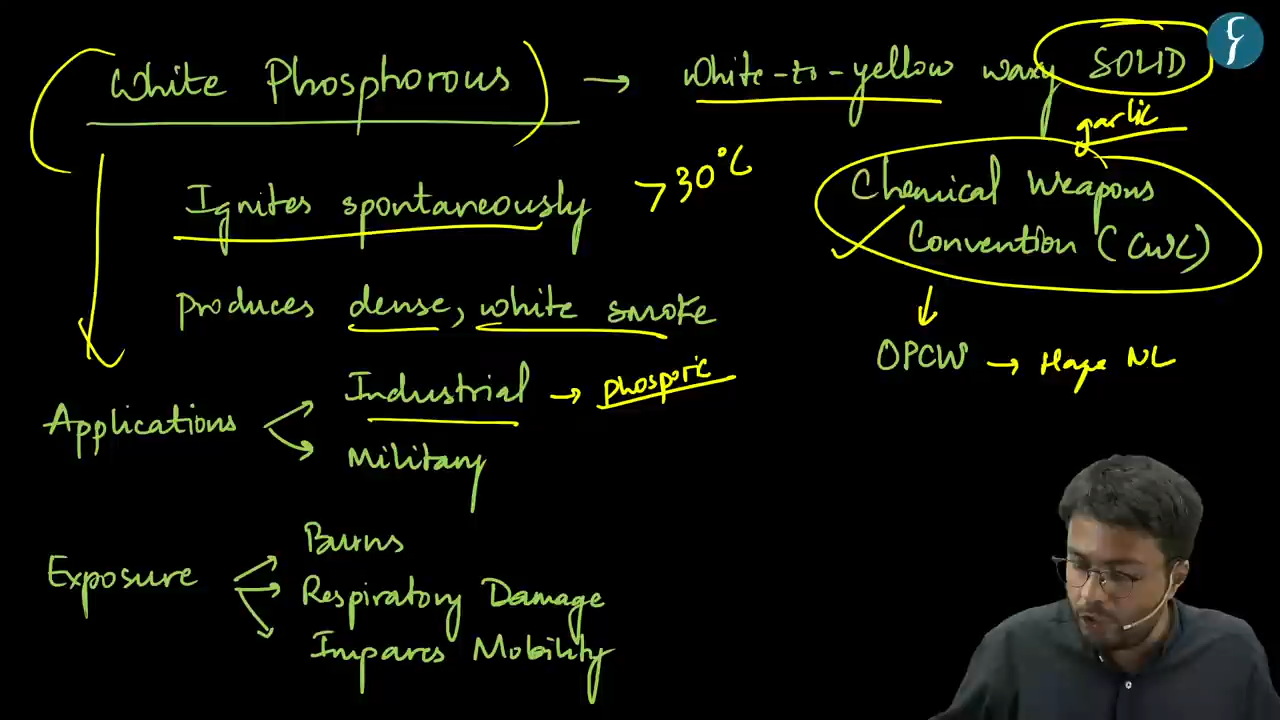 White Phosphorous → white-to-yellow waxy SOLID
garlic
Ignites spontaneously >30°C
produces dense, white smoke
Chemical Weapons
Convention (CWC)
OPCW → Hage NL
Applications
Industrial → phosporic
Military
Exposure
Burns
Respiratory Damage
Impares Mobility